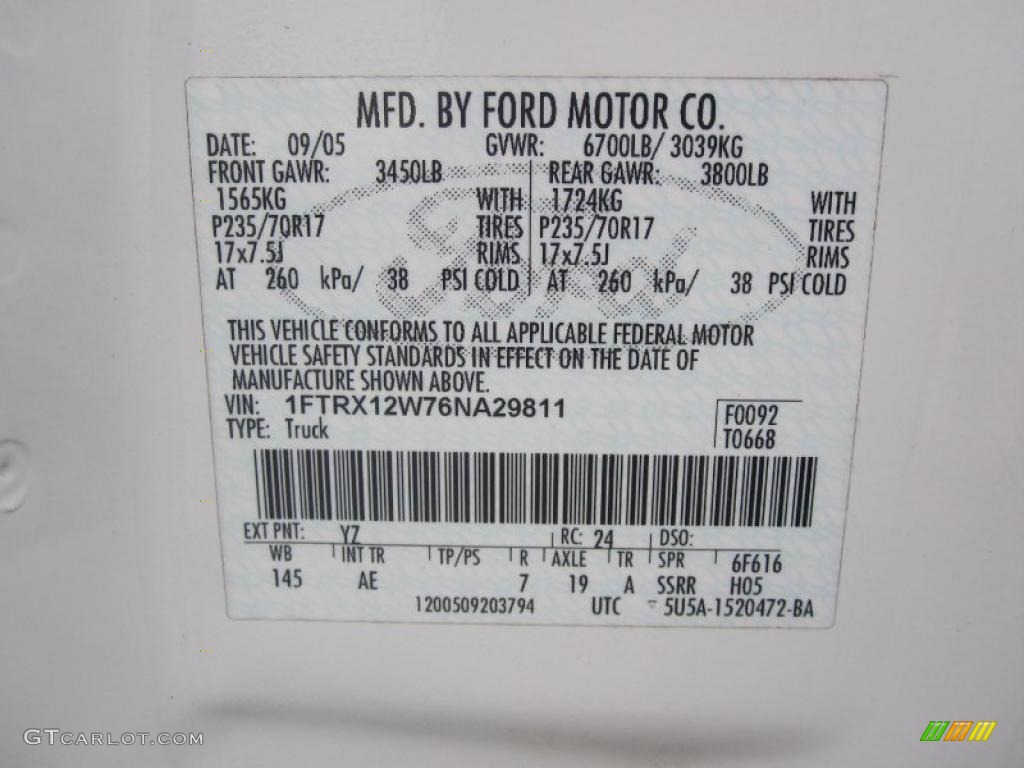 MFD. BY FORD MOTOR CO.
DATE: 09/05 GVWR: 6700LB/ 3039KG
FRONT GAWR: 3450LB REAR GAWR: 3800LB
1565KG WITH 1724KG WITH
P235/70R17 TIRES P235/70R17 TIRES
17x7.5J RIMS 17x7.5J RIMS
AT 260 kPa/ 38 PSI COLD AT 260 kPa/ 38 PSI COLD
Ford
THIS VEHICLE CONFORMS TO ALL APPLICABLE FEDERAL MOTOR
VEHICLE SAFETY STANDARDS IN EFFECT ON THE DATE OF
MANUFACTURE SHOWN ABOVE.
VIN: 1FTRX12W76NA29811 F0092
TYPE: Truck T0668
EXT PNT: YZ RC: 24 DSO:
WB INT TR TP/PS R AXLE TR SPR 6F616
145 AE 7 19 A SSRR H05
1200509203794 UTC 5U5A-1520472-BA
GTCARLOT.COM